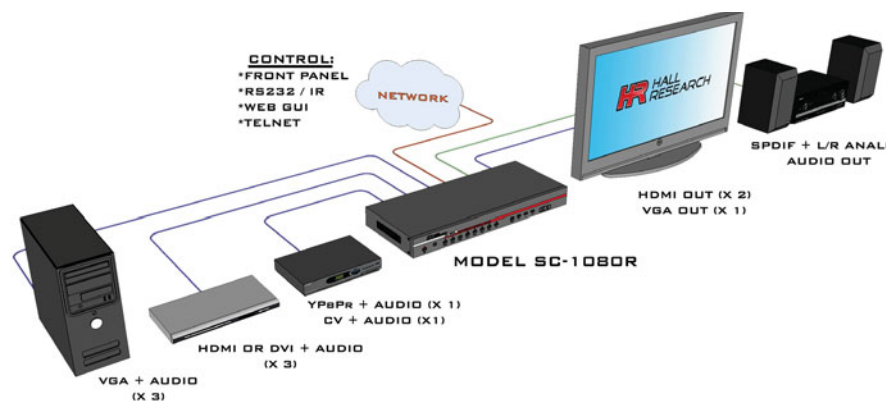 CONTROL:
*FRONT PANEL
*RS232 / IR
*WEB GUI
*TELNET
NETWORK
HR HALL
RESEARCH
SPDIF + L/R ANAL
AUDIO OUT
HDMI OUT (X 2)
VGA OUT (X 1)
MODEL SC-1080R
YPBPR + AUDIO (X 1)
CV + AUDIO (X1)
HDMI OR DVI + AUDIO
(X 3)
VGA + AUDIO
(X 3)